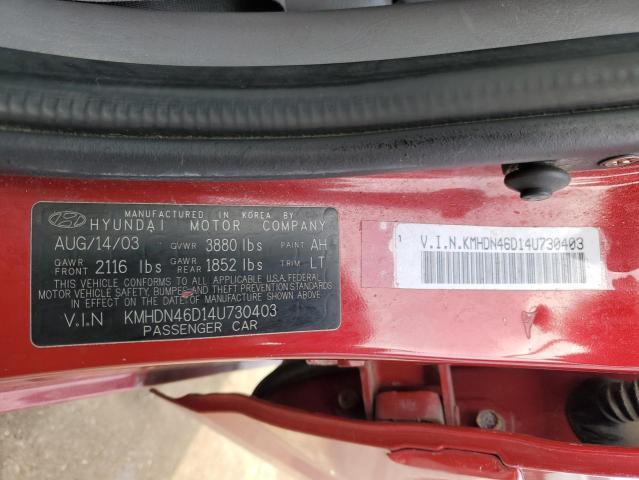 MANUFACTURED IN KOREA BY
HYUNDAI MOTOR COMPANY
AUG/14/03 GVWR 3880 lbs PAINT AH
GAWR FRONT 2116 lbs GAWR REAR 1852 lbs TRIM LT
THIS VEHICLE CONFORMS TO ALL APPLICABLE U.S.A. FEDERAL
MOTOR VEHICLE SAFETY, BUMPER, AND THEFT PREVENTION STANDARDS
IN EFFECT ON THE DATE OF MANUFACTURE SHOWN ABOVE.
V.I.N KMHDN46D14U730403
PASSENGER CAR
1 V.I.N.KMHDN46D14U730403